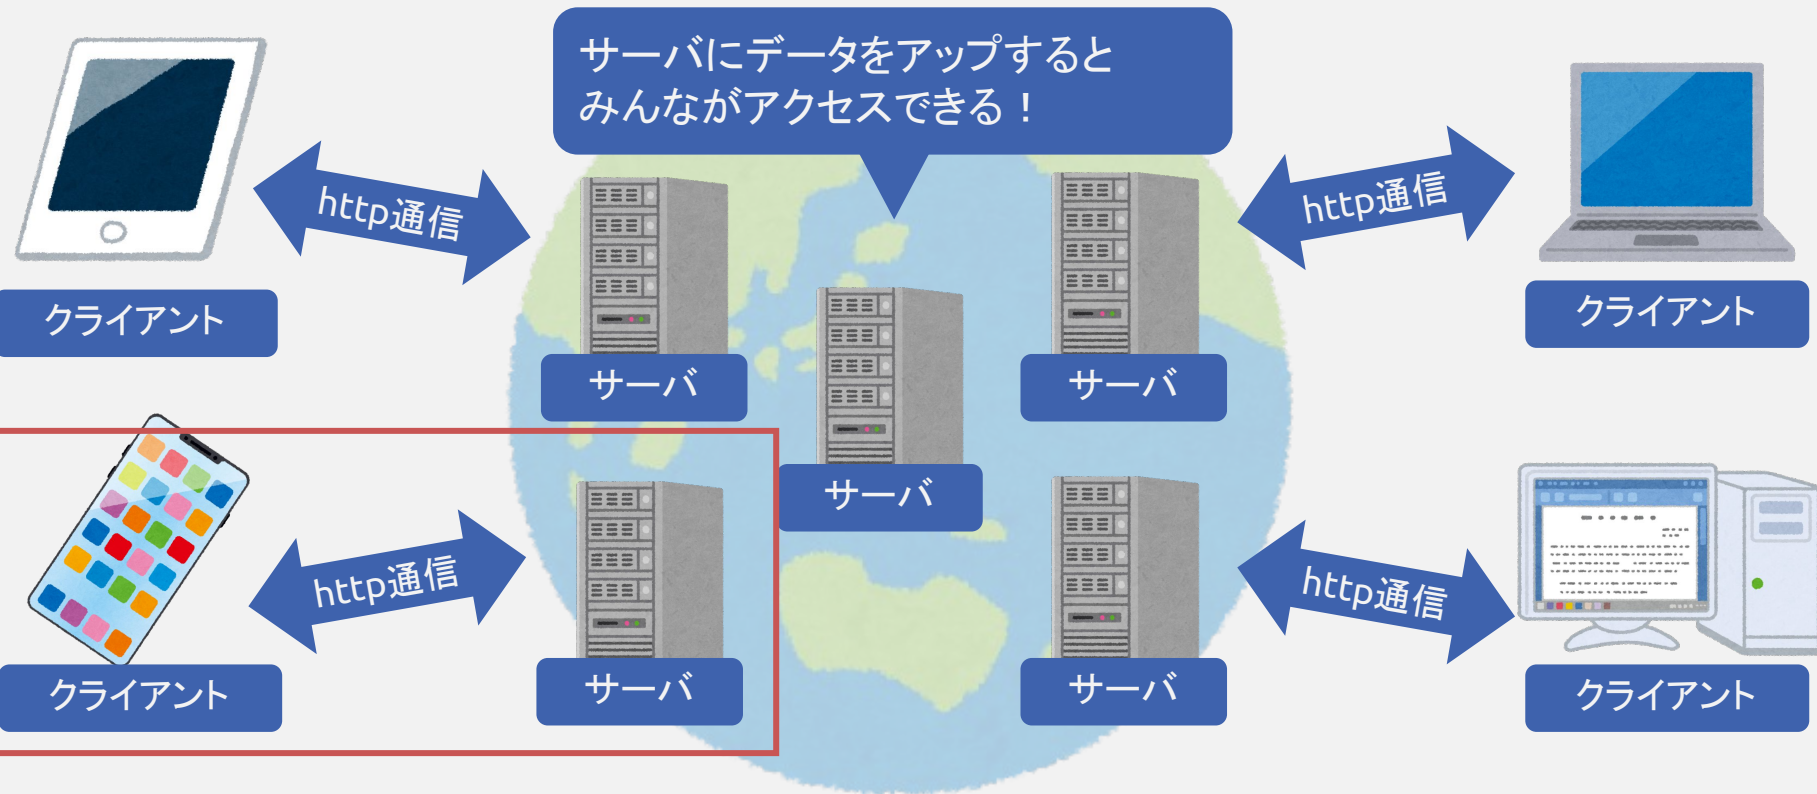 サーバにデータをアップすると
みんながアクセスできる！
http通信
http通信
クライアント
クライアント
サーバ
サーバ
サーバ
http通信
http通信
クライアント
サーバ
サーバ
クライアント